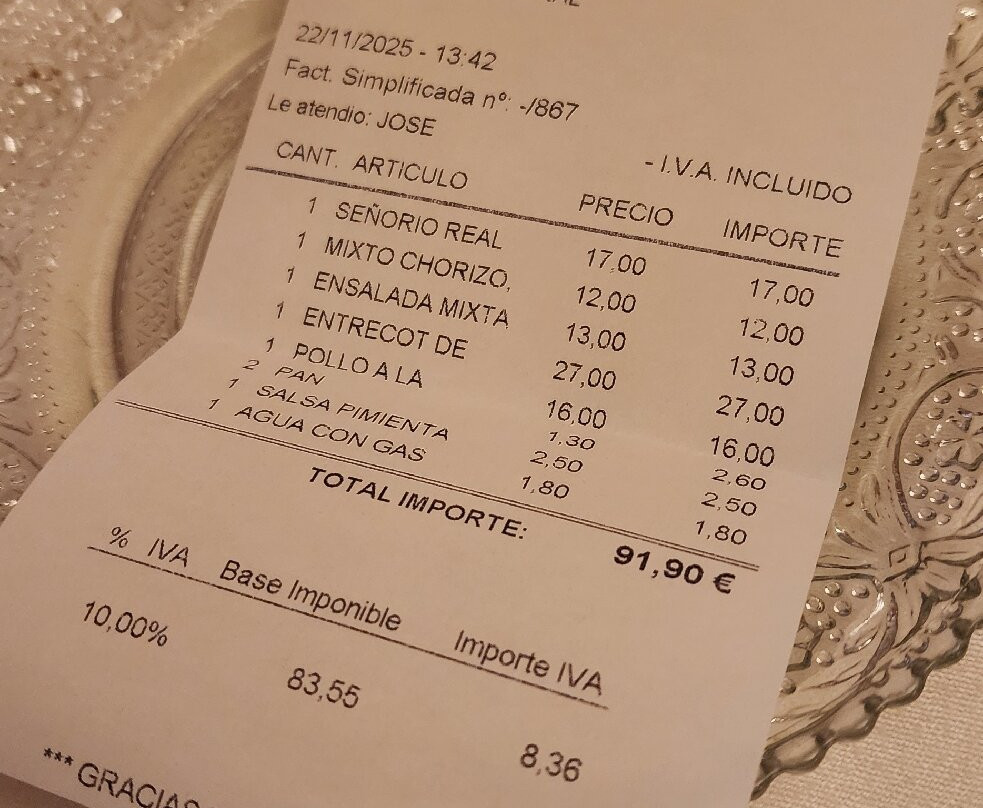 22/11/2025 - 13:42
Fact. Simplificada nº: -/867
Le atendio: JOSE
- I.V.A. INCLUIDO
CANT. ARTICULO PRECIO IMPORTE
1 SEÑORIO REAL 17,00 17,00
1 MIXTO CHORIZO, 12,00 12,00
1 ENSALADA MIXTA 13,00 13,00
1 ENTRECOT DE 27,00 27,00
1 POLLO A LA 16,00 16,00
2 PAN 1,30 2,60
1 SALSA PIMIENTA 2,50 2,50
1 AGUA CON GAS 1,80 1,80
TOTAL IMPORTE: 91,90 €
% IVA Base Imponible Importe IVA
10,00% 83,55 8,36
*** GRACIAS